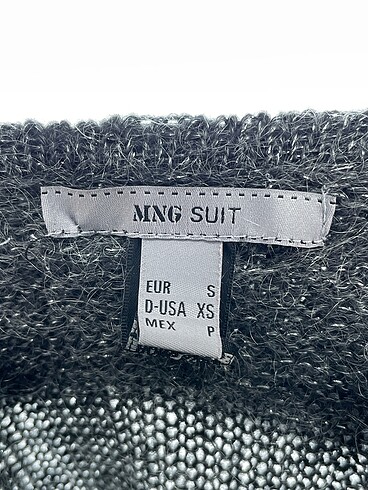 MNG SUIT
EUR S
D-USA XS
MEX P